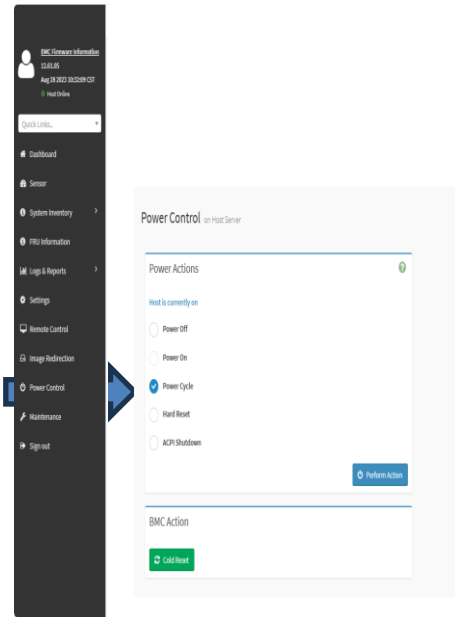 BMC Firmware Information
12.61.05
Aug 28 2023 10:52:09 CST
Host Online
Quick Links...
Dashboard
Sensor
System Inventory
FRU Information
Logs & Reports
Settings
Remote Control
Image Redirection
Power Control
Maintenance
Sign out
Power Control on Host Server
Power Actions
Host is currently on
Power Off
Power On
Power Cycle
Hard Reset
ACPI Shutdown
Perform Action
BMC Action
Cold Reset